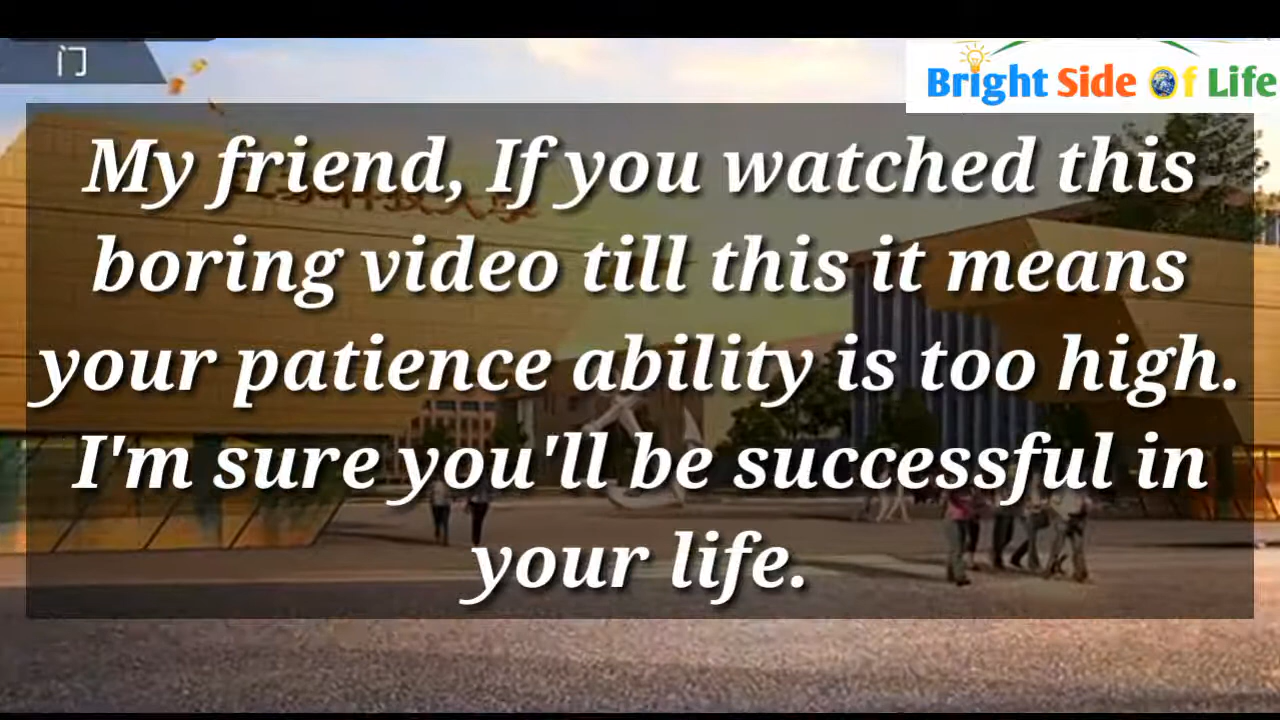 门
Bright Side Of Life
My friend, If you watched this
boring video till this it means
your patience ability is too high.
I'm sure you'll be successful in
your life.